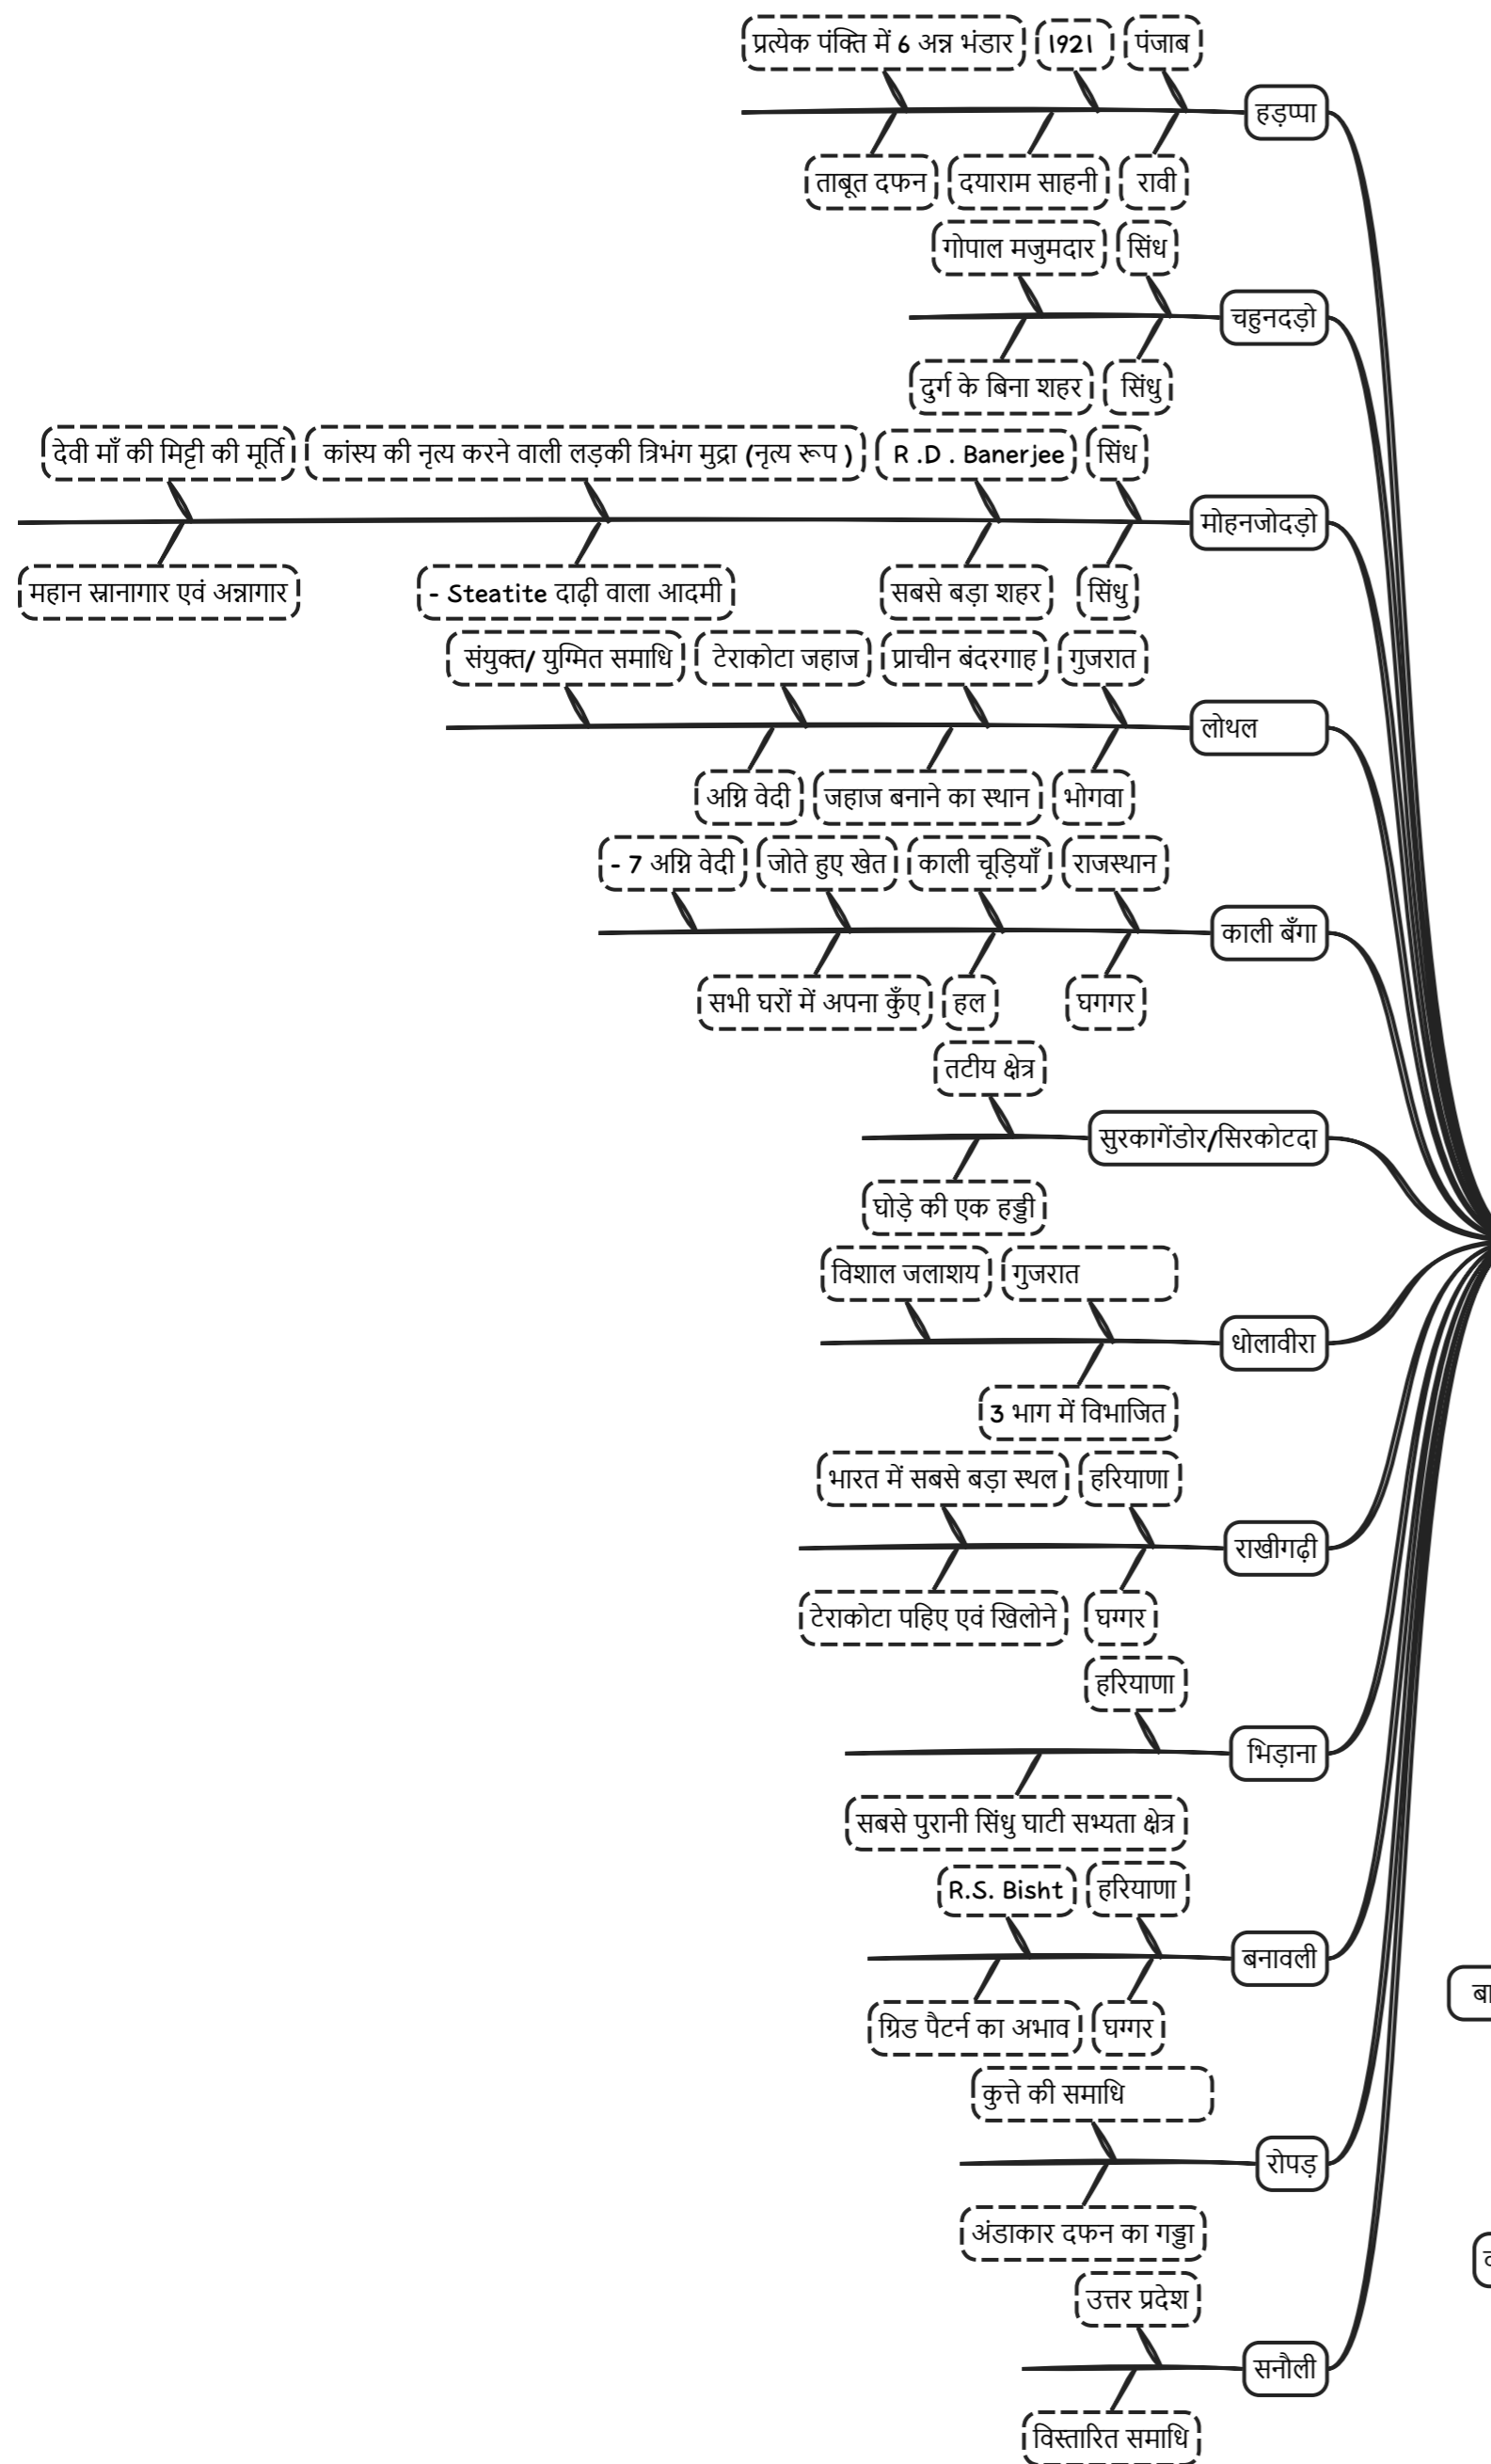 प्रत्येक पंक्ति में 6 अन्न भंडार
1921
पंजाब
हड़प्पा
ताबूत दफन
दयाराम साहनी
रावी
गोपाल मजुमदार
सिंध
चहुनदड़ो
दुर्ग के बिना शहर
सिंधु
देवी माँ की मिट्टी की मूर्ति
कांस्य की नृत्य करने वाली लड़की त्रिभंग मुद्रा (नृत्य रूप )
R .D . Banerjee
सिंध
मोहनजोदड़ो
महान स्नानागार एवं अन्नागार
- Steatite दाढ़ी वाला आदमी
सबसे बड़ा शहर
सिंधु
संयुक्त/ युग्मित समाधि
टेराकोटा जहाज
प्राचीन बंदरगाह
गुजरात
लोथल
अग्नि वेदी
जहाज बनाने का स्थान
भोगवा
- 7 अग्नि वेदी
जोते हुए खेत
काली चूड़ियाँ
राजस्थान
काली बँगा
सभी घरों में अपना कुँए
हल
घगगर
तटीय क्षेत्र
सुरकागेंडोर/सिरकोटदा
घोड़े की एक हड्डी
विशाल जलाशय
गुजरात
धोलावीरा
3 भाग में विभाजित
भारत में सबसे बड़ा स्थल
हरियाणा
राखीगढ़ी
टेराकोटा पहिए एवं खिलोने
घग्गर
हरियाणा
भिड़ाना
सबसे पुरानी सिंधु घाटी सभ्यता क्षेत्र
R.S. Bisht
हरियाणा
बनावली
ग्रिड पैटर्न का अभाव
घग्गर
कुत्ते की समाधि
रोपड़
अंडाकार दफन का गड्डा
उत्तर प्रदेश
सनौली
विस्तारित समाधि